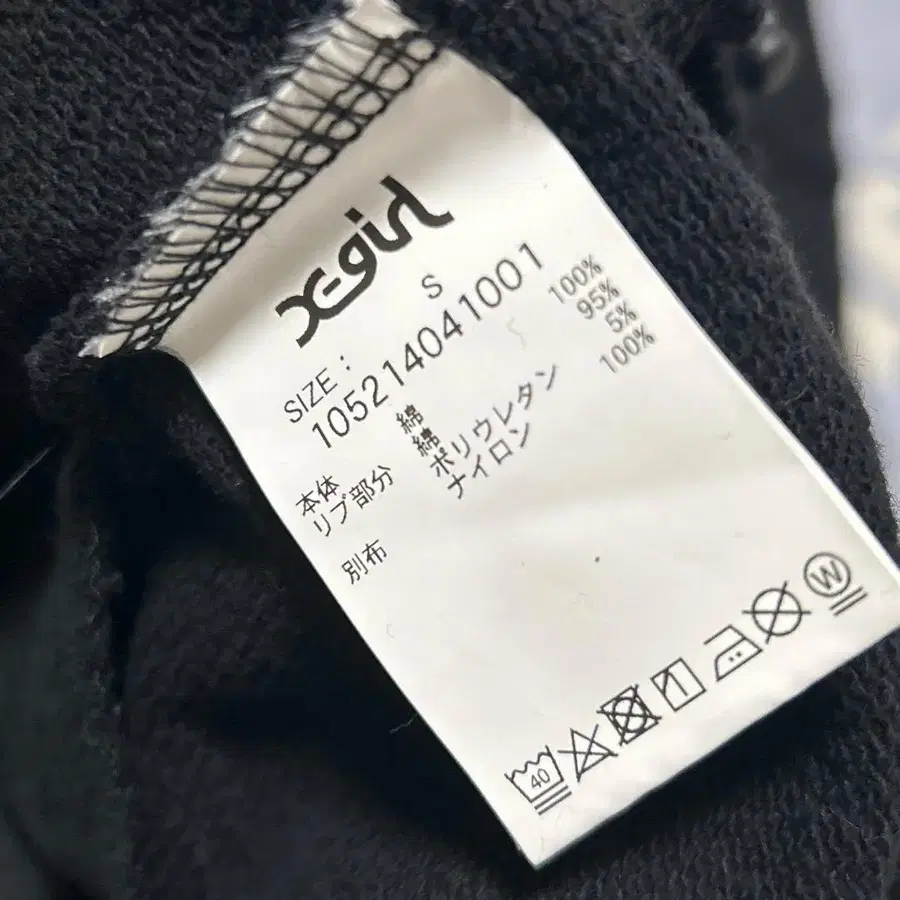 X-girl
SIZE: S
105214041001
本体 綿 100%
リブ部分 綿 95%
ポリウレタン 5%
別布 ナイロン 100%
40 W